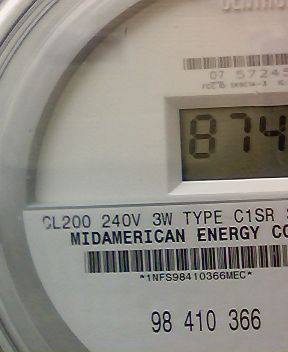 07 57245
874
CL200 240V 3W TYPE C1SR
MIDAMERICAN ENERGY CO
*1NFS98410366MEC*
98 410 366